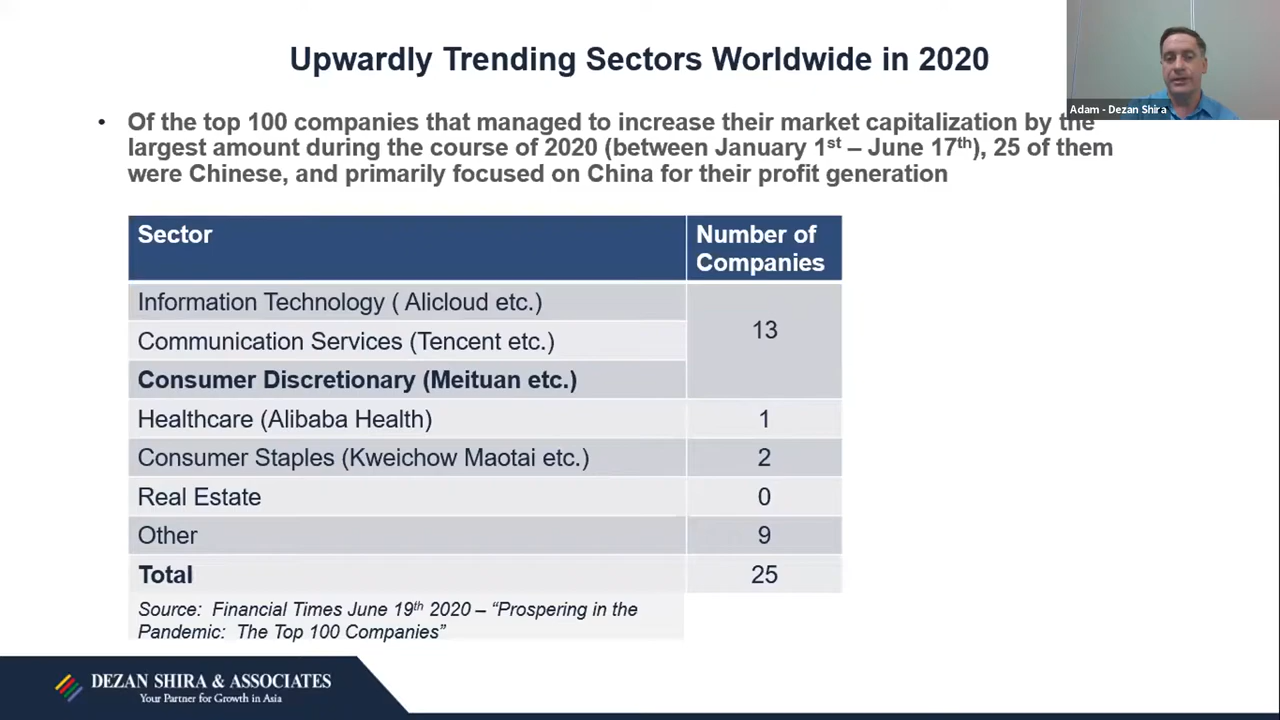 Upwardly Trending Sectors Worldwide in 2020
Adam - Dezan Shira
• Of the top 100 companies that managed to increase their market capitalization by the
largest amount during the course of 2020 (between January 1st – June 17th), 25 of them
were Chinese, and primarily focused on China for their profit generation
Sector
Number of
Companies
Information Technology ( Alicloud etc.)
Communication Services (Tencent etc.)
13
Consumer Discretionary (Meituan etc.)
Healthcare (Alibaba Health)
1
Consumer Staples (Kweichow Maotai etc.)
2
Real Estate
0
Other
9
Total
25
Source: Financial Times June 19th 2020 – “Prospering in the
Pandemic: The Top 100 Companies”
DEZAN SHIRA & ASSOCIATES
Your Partner for Growth in Asia